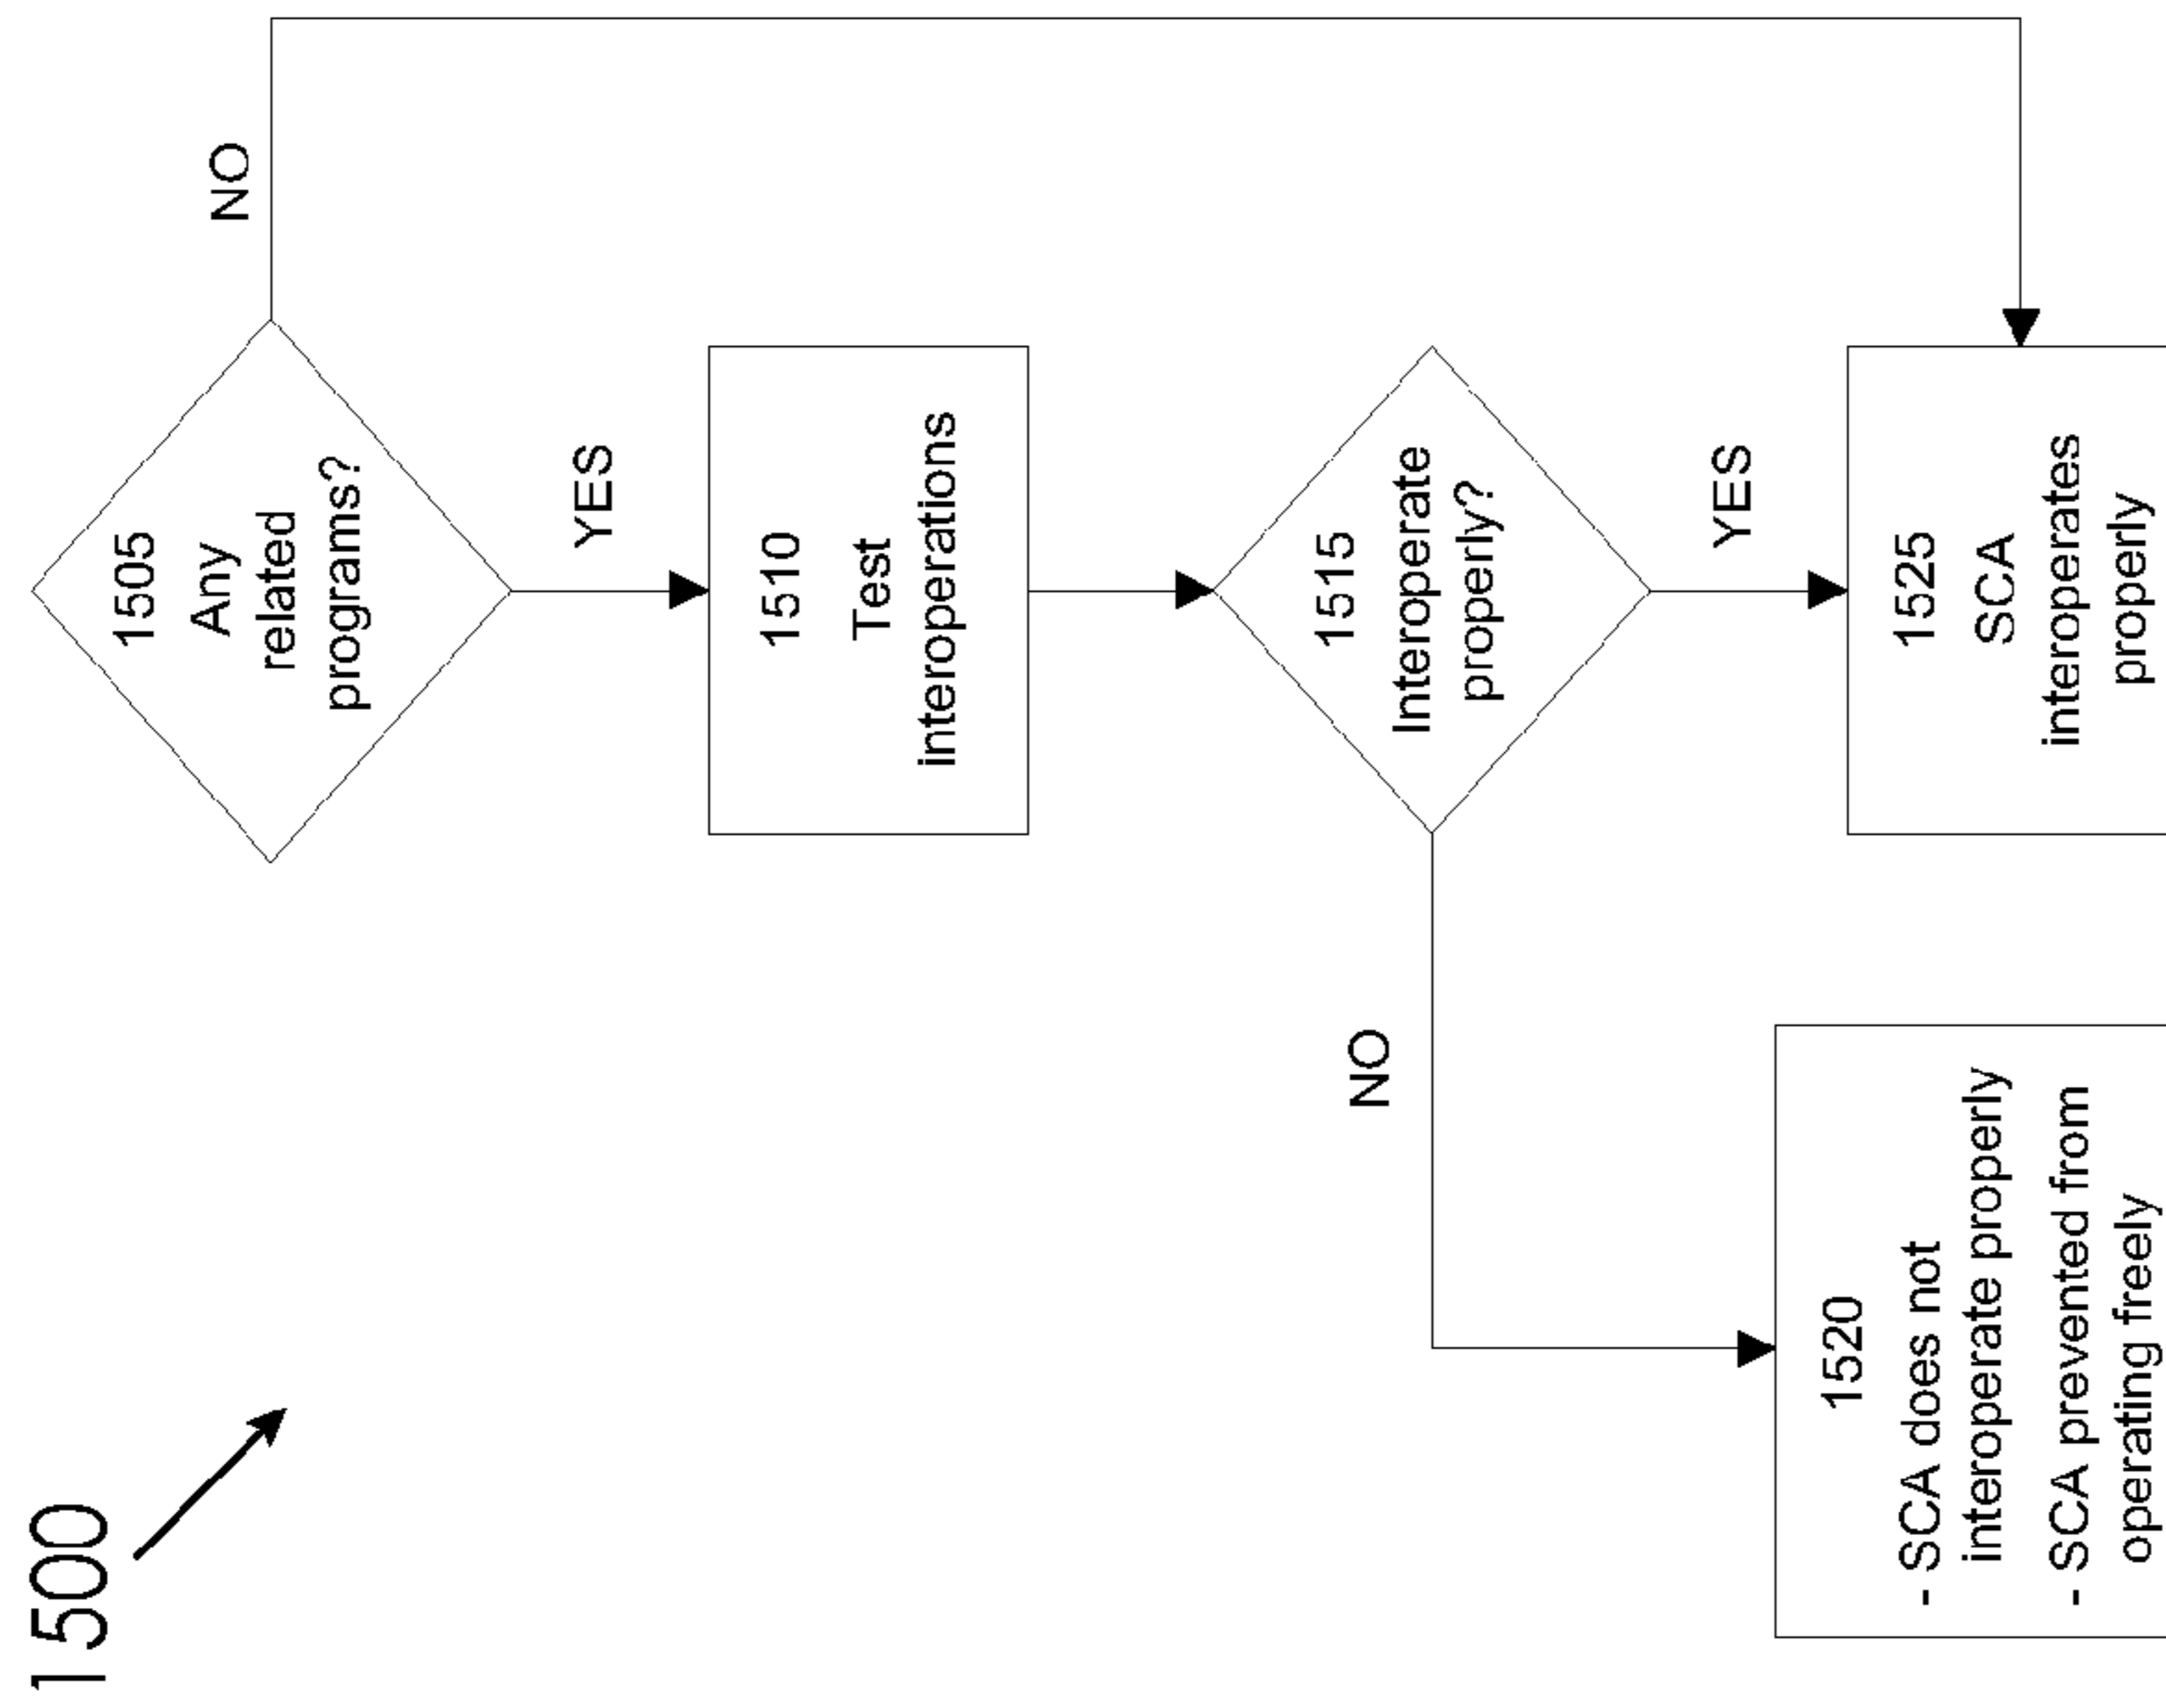 1500
1505
Any
related
programs?
NO
YES
1510
Test
interoperations
1515
Interoperate
properly?
NO
YES
1520
- SCA does not
interoperate properly
- SCA prevented from
operating freely
1525
SCA
interoperates
properly